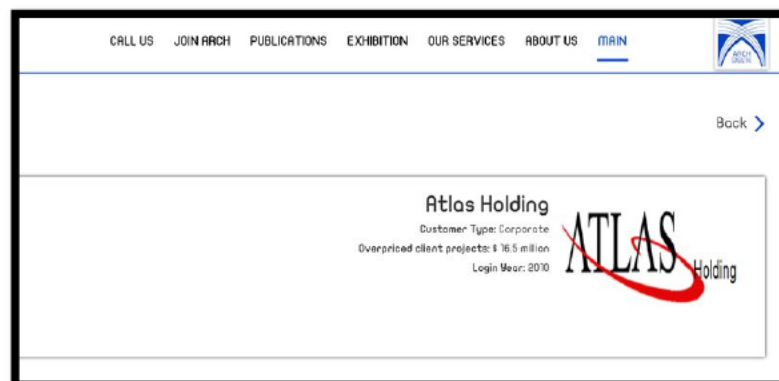 CALL US JOIN ARCH PUBLICATIONS EXHIBITION OUR SERVICES ABOUT US MAIN
ARCH
Back
Atlas Holding
Customer Type: Corporate
Overpriced client projects: $ 16.5 million
Login Year: 2010
ATLAS
Holding